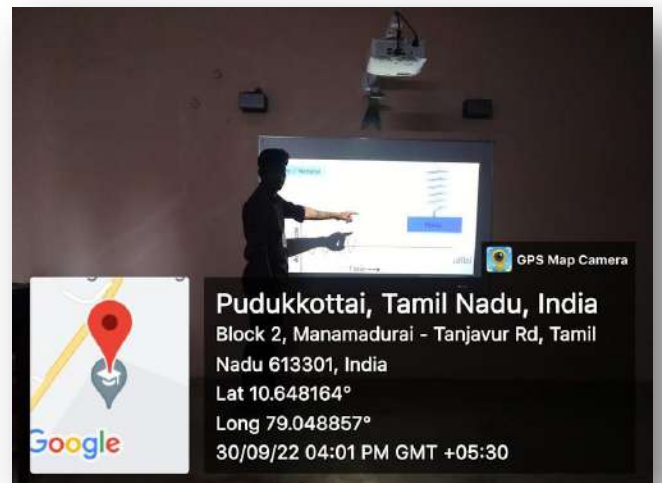 GPS Map Camera
Pudukkottai, Tamil Nadu, India
Block 2, Manamadurai - Tanjavur Rd, Tamil
Nadu 613301, India
Lat 10.648164°
Long 79.048857°
30/09/22 04:01 PM GMT +05:30
Google